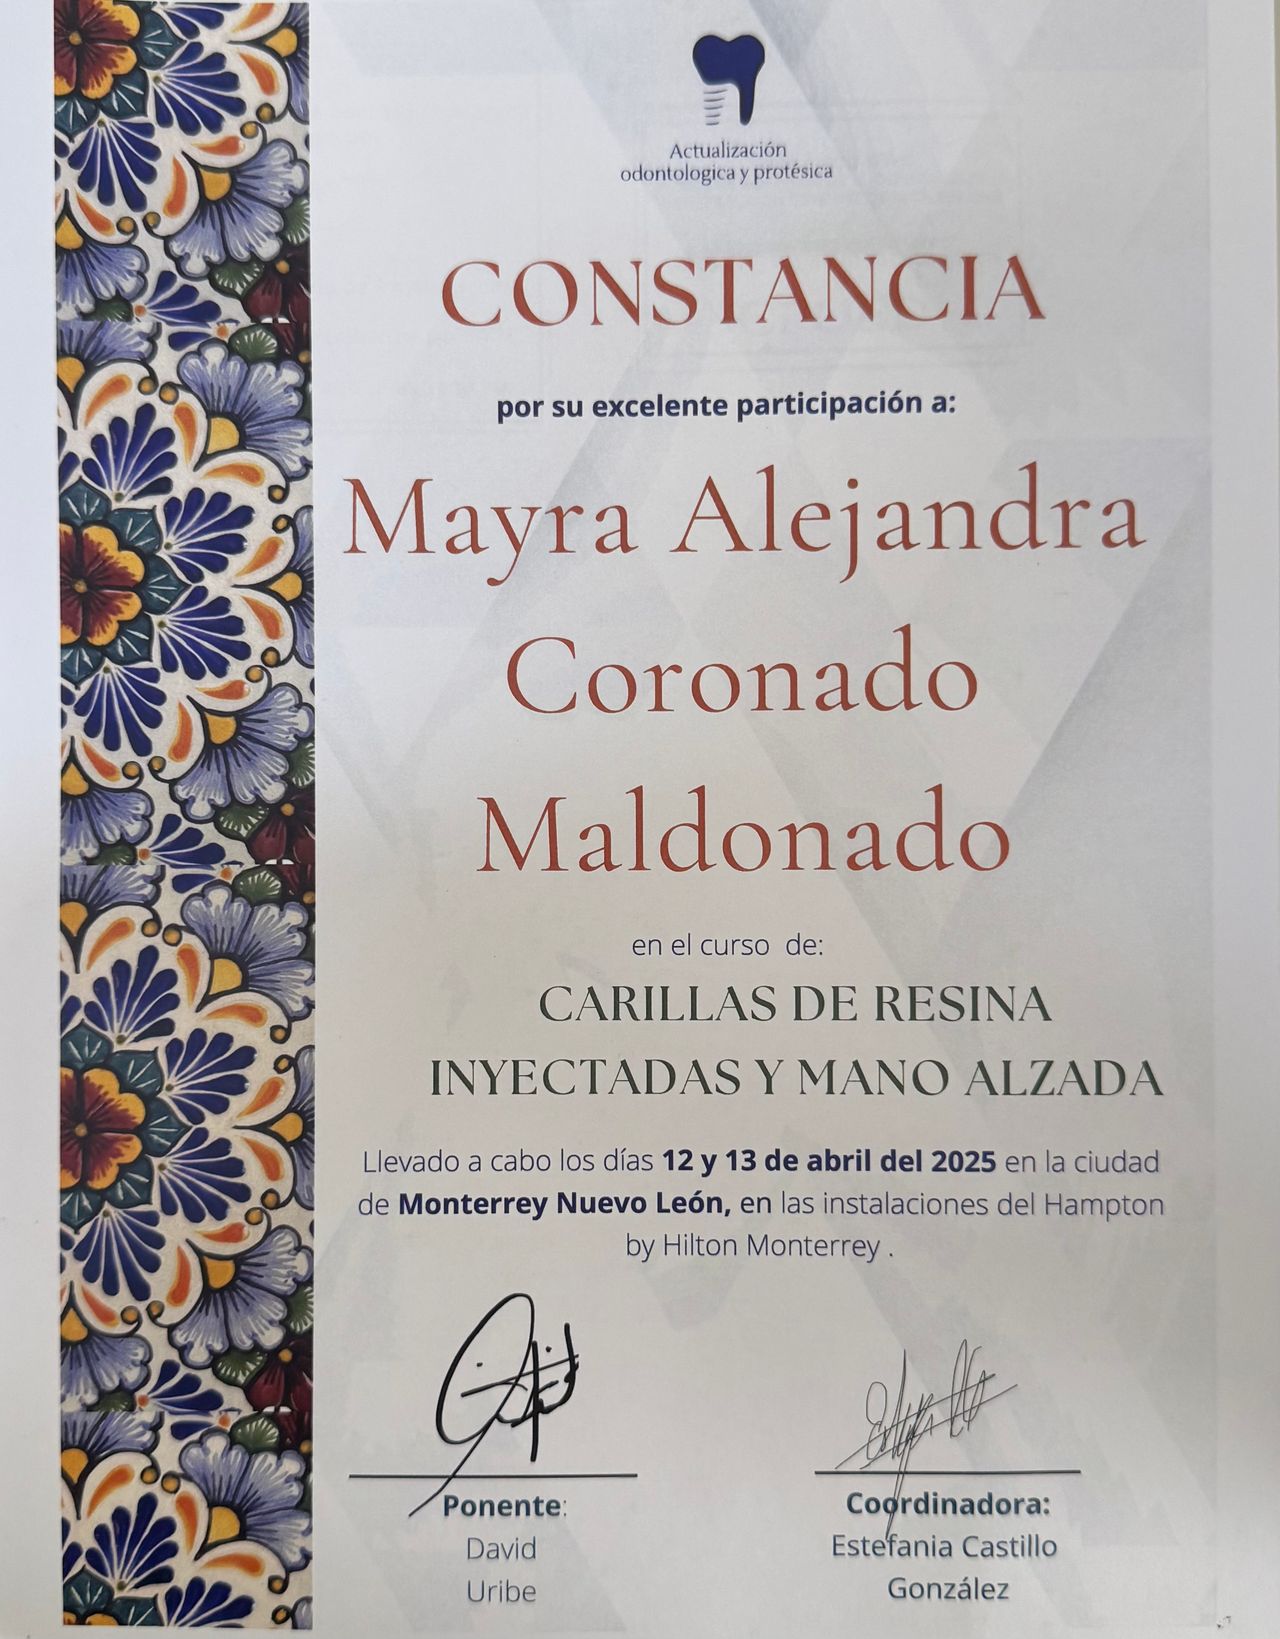 Actualización
odontologica y protésica
CONSTANCIA
por su excelente participación a:
Mayra Alejandra
Coronado
Maldonado
en el curso de:
CARILLAS DE RESINA
INYECTADAS Y MANO ALZADA
Llevado a cabo los días 12 y 13 de abril del 2025 en la ciudad
de Monterrey Nuevo León, en las instalaciones del Hampton
by Hilton Monterrey .
Ponente:
David
Uribe
Coordinadora:
Estefania Castillo
González